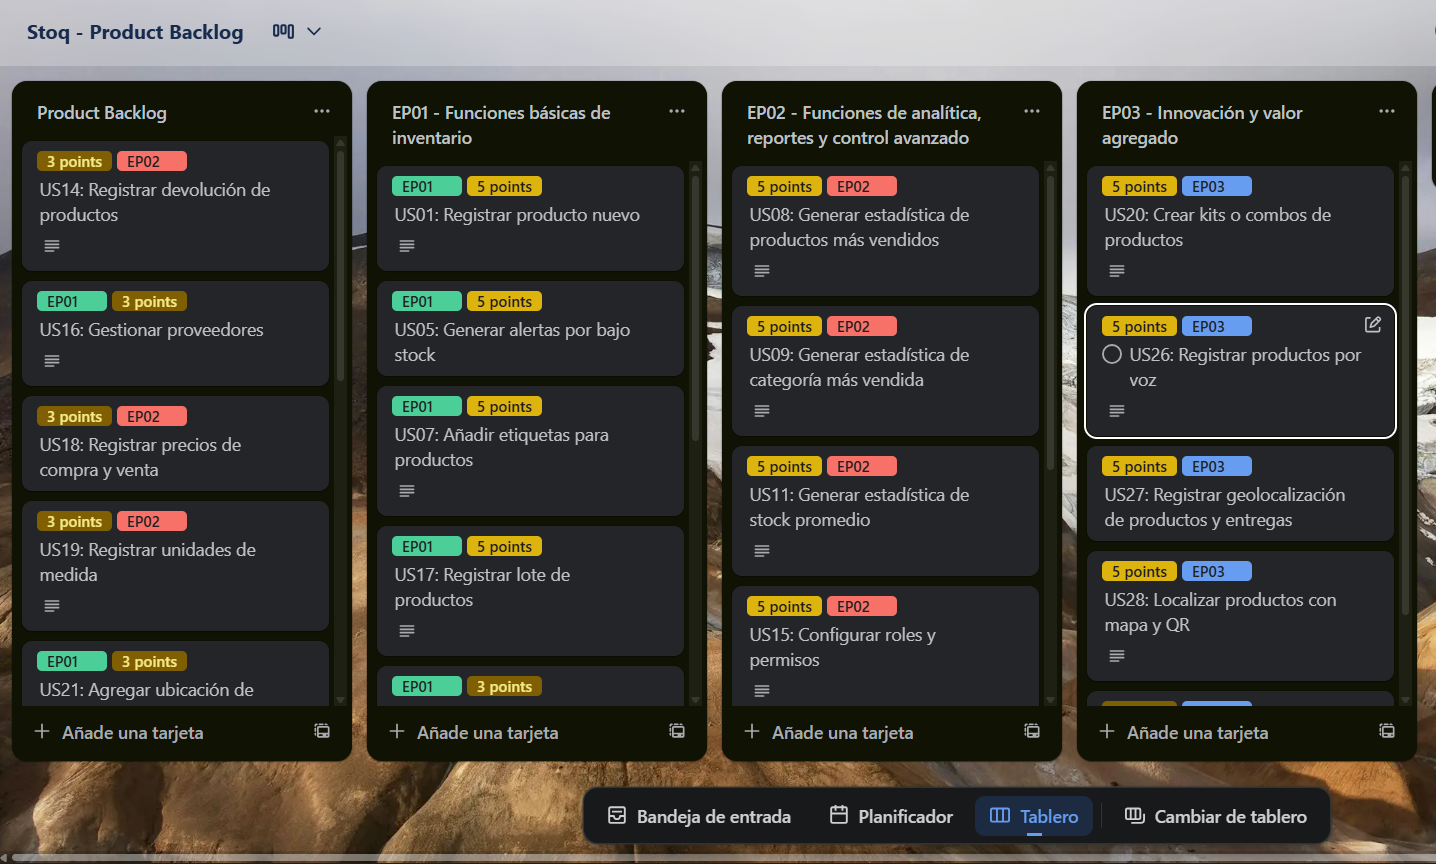 Stoq - Product Backlog
Product Backlog
3 points EP02
US14: Registrar devolución de
productos
EP01 3 points
US16: Gestionar proveedores
3 points EP02
US18: Registrar precios de
compra y venta
3 points EP02
US19: Registrar unidades de
medida
EP01 3 points
US21: Agregar ubicación de
Añade una tarjeta
EP01 - Funciones básicas de
inventario
EP01 5 points
US01: Registrar producto nuevo
EP01 5 points
US05: Generar alertas por bajo
stock
EP01 5 points
US07: Añadir etiquetas para
productos
EP01 5 points
US17: Registrar lote de
productos
EP01 3 points
Añade una tarjeta
EP02 - Funciones de analítica,
reportes y control avanzado
5 points EP02
US08: Generar estadística de
productos más vendidos
5 points EP02
US09: Generar estadística de
categoría más vendida
5 points EP02
US11: Generar estadística de
stock promedio
5 points EP02
US15: Configurar roles y
permisos
Añade una tarjeta
EP03 - Innovación y valor
agregado
5 points EP03
US20: Crear kits o combos de
productos
5 points EP03
US26: Registrar productos por
voz
5 points EP03
US27: Registrar geolocalización
de productos y entregas
5 points EP03
US28: Localizar productos con
mapa y QR
Añade una tarjeta
Bandeja de entrada
Planificador
Tablero
Cambiar de tablero